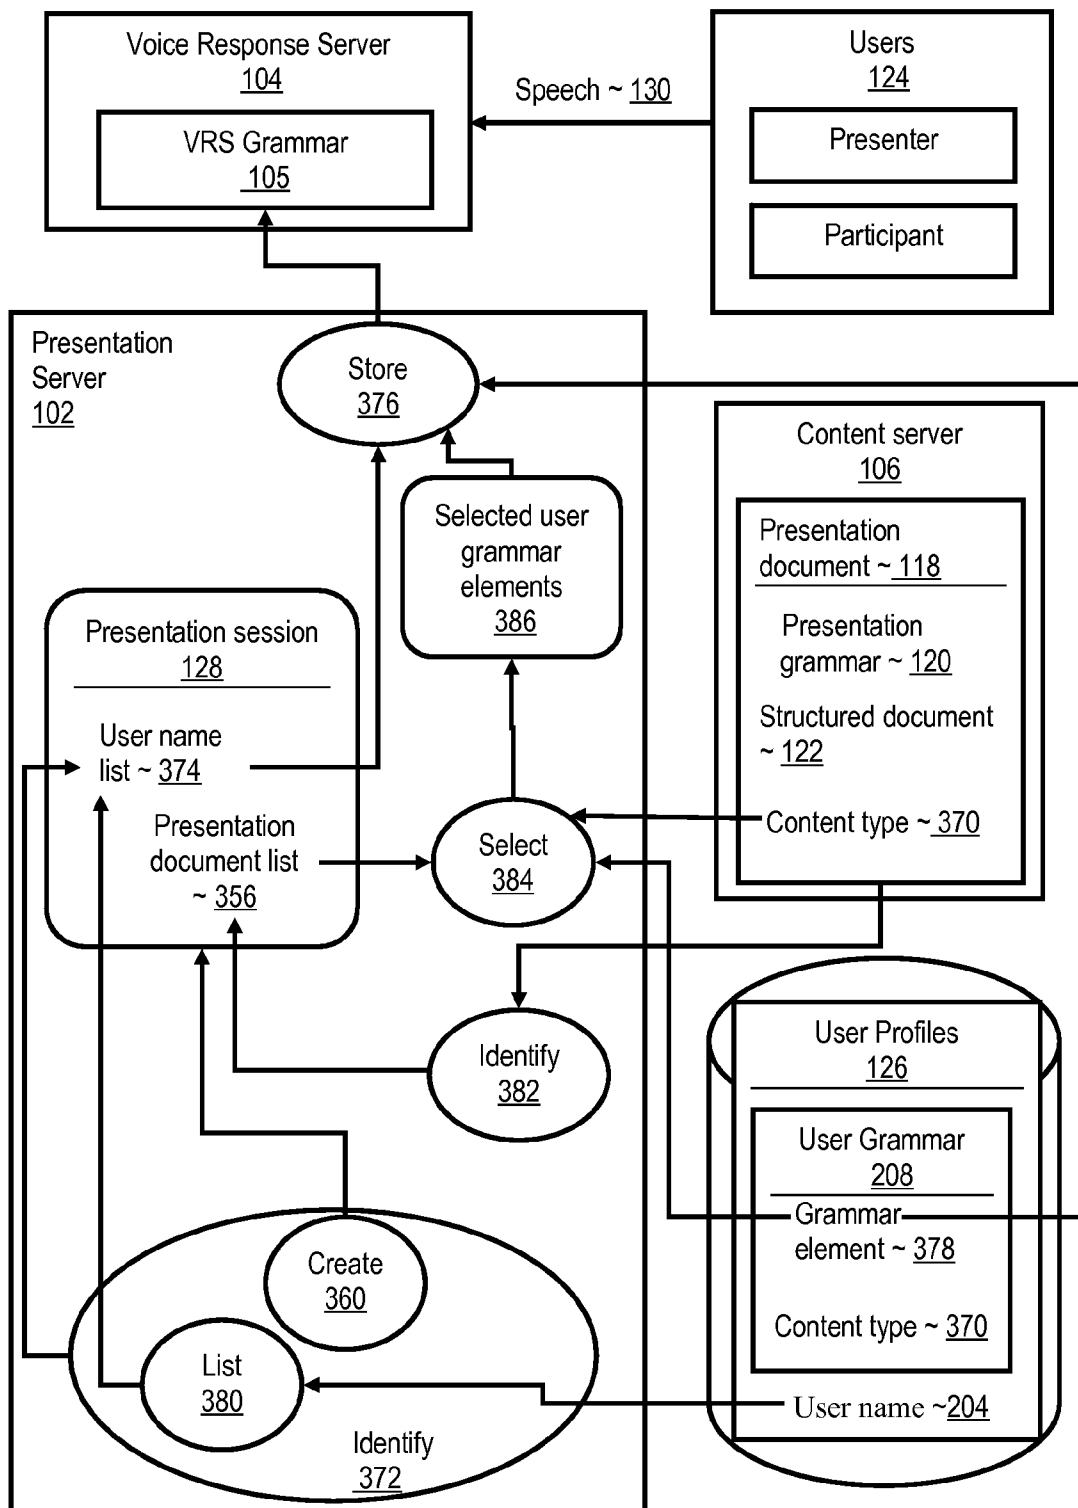 Voice Response Server
104
VRS Grammar
105
Speech ~ 130
Users
124
Presenter
Participant
Presentation
Server
102
Store
376
Selected user
grammar
elements
386
Content server
106
Presentation
document ~ 118
Presentation
grammar ~ 120
Structured document
~ 122
Content type ~ 370
Presentation session
128
User name
list ~ 374
Presentation
document list
~ 356
Select
384
Identify
382
User Profiles
126
User Grammar
208
Grammar
element ~ 378
Content type ~ 370
User name ~204
Create
360
List
380
Identify
372